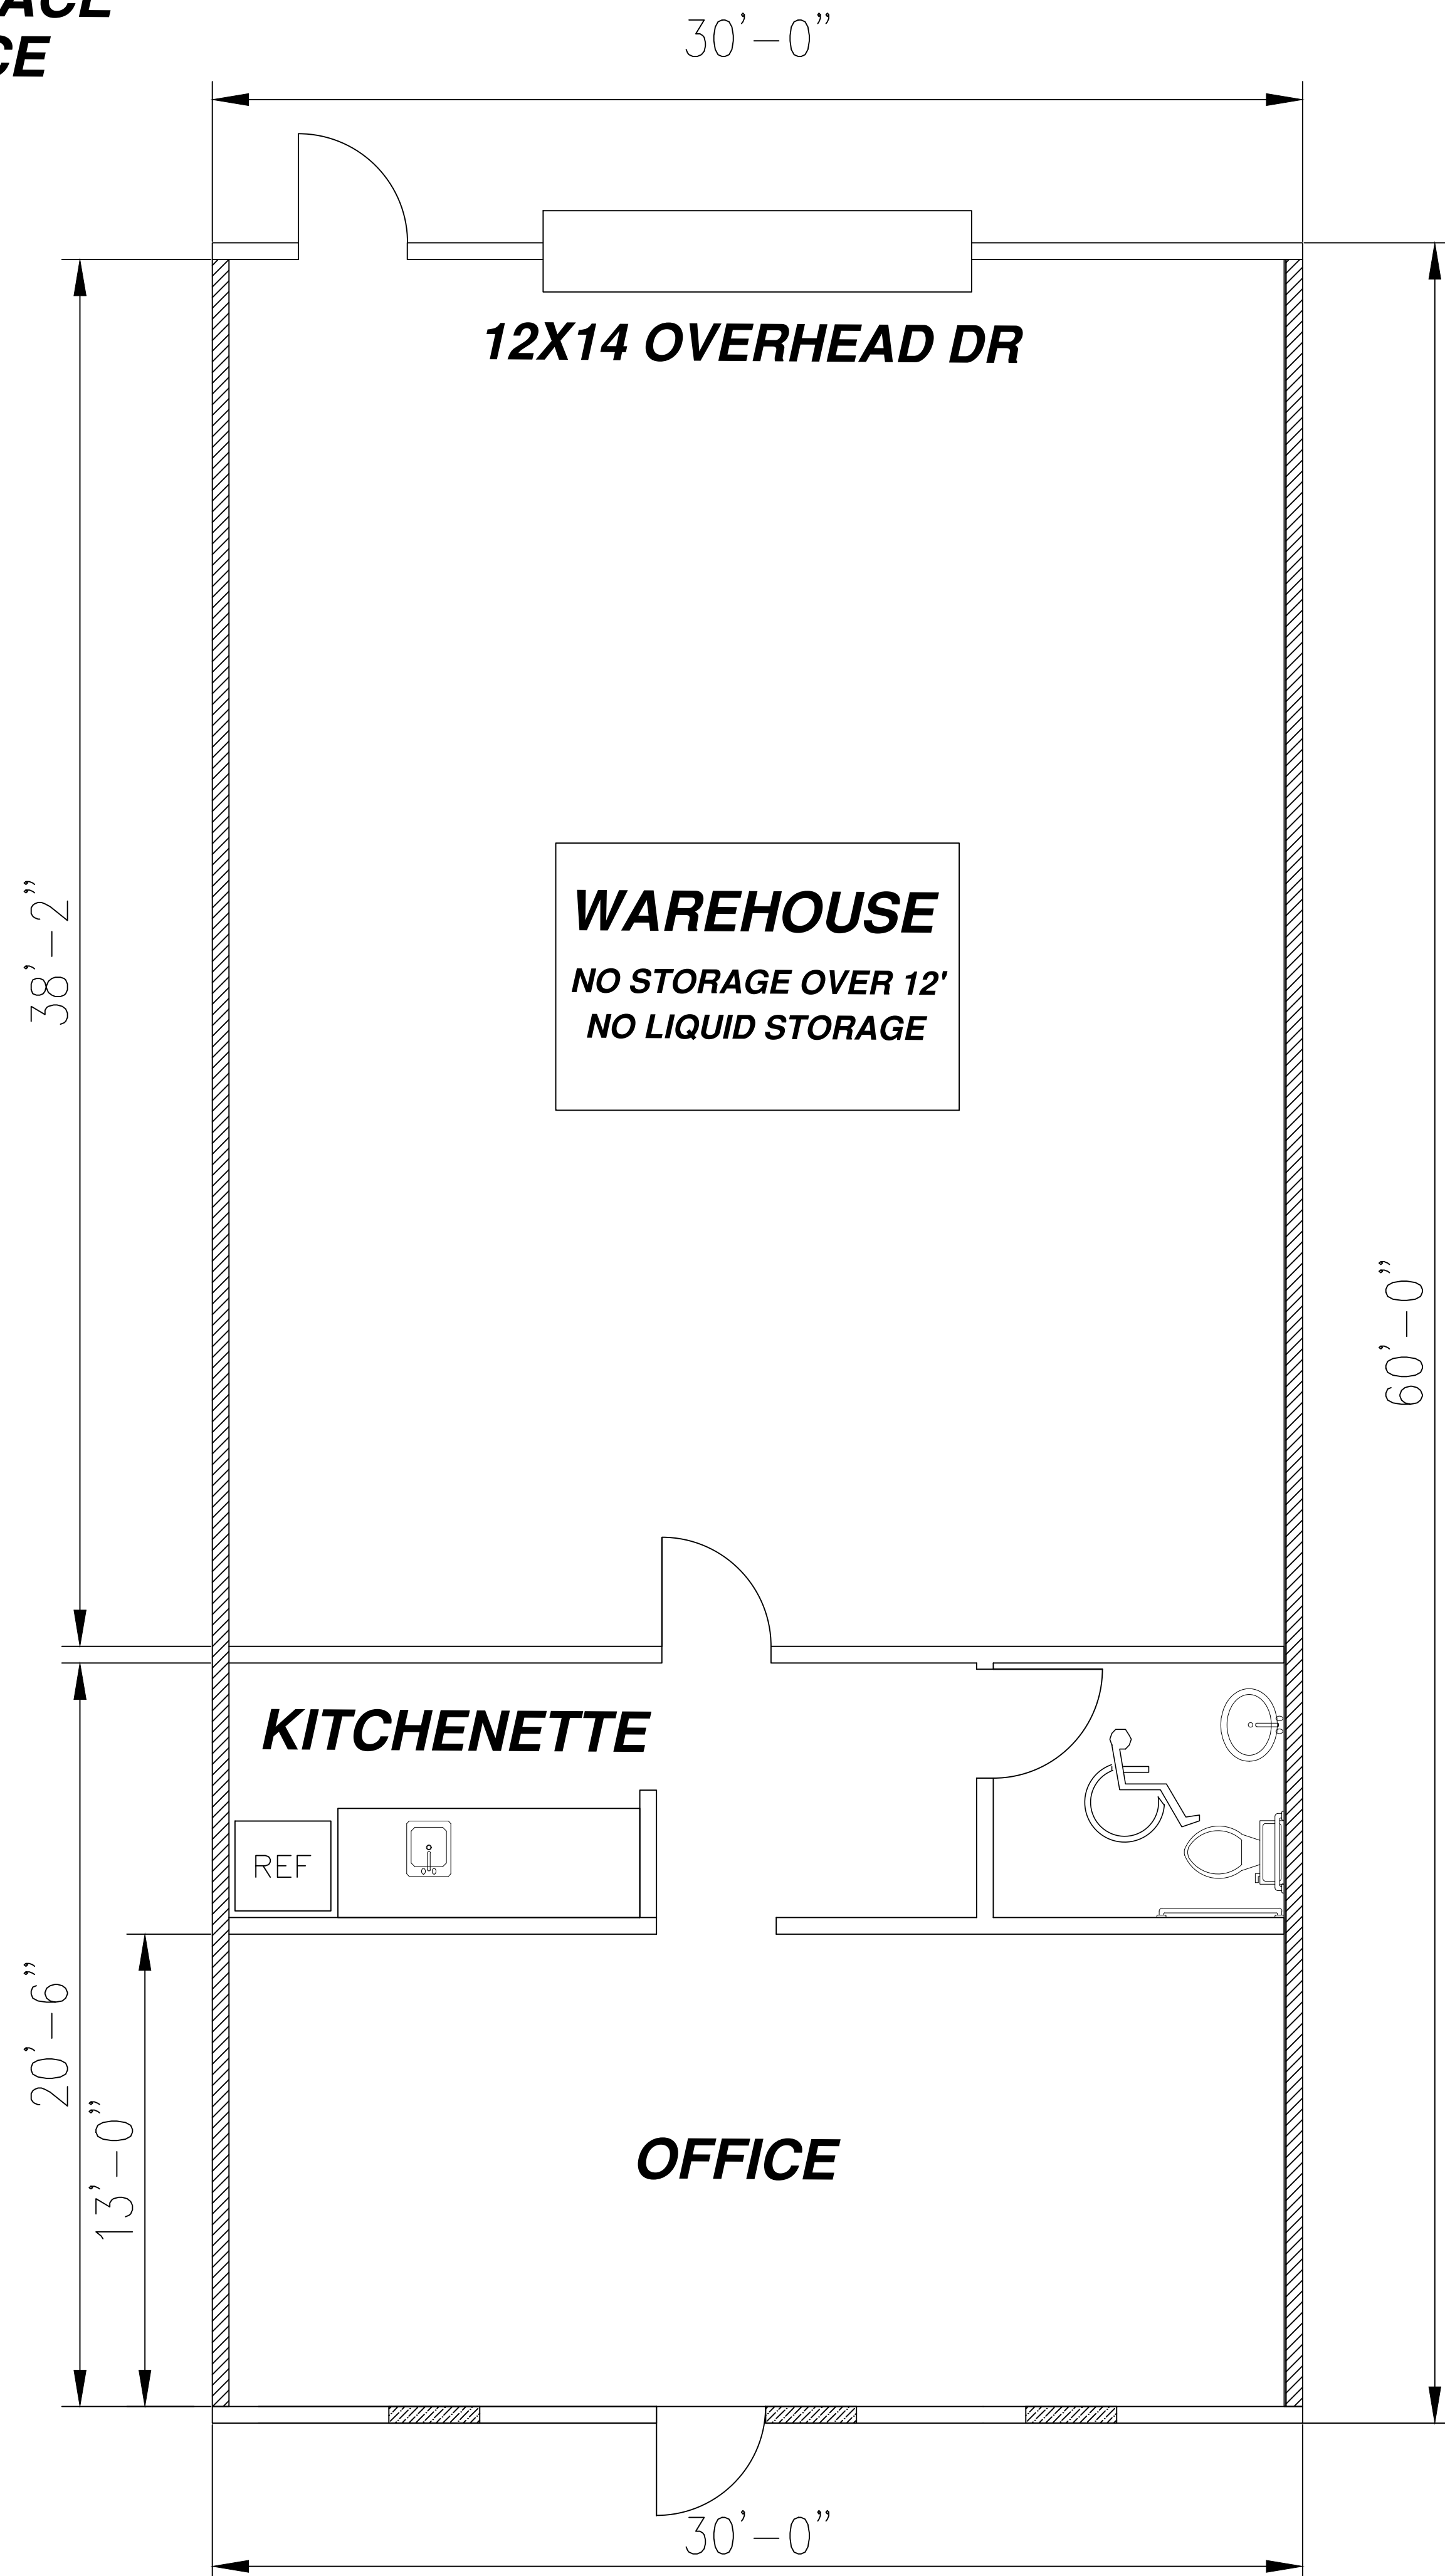 30'-0"
12X14 OVERHEAD DR
38'-2"
WAREHOUSE
NO STORAGE OVER 12'
NO LIQUID STORAGE
60'-0"
KITCHENETTE
REF
20'-6"
13'-0"
OFFICE
30'-0"